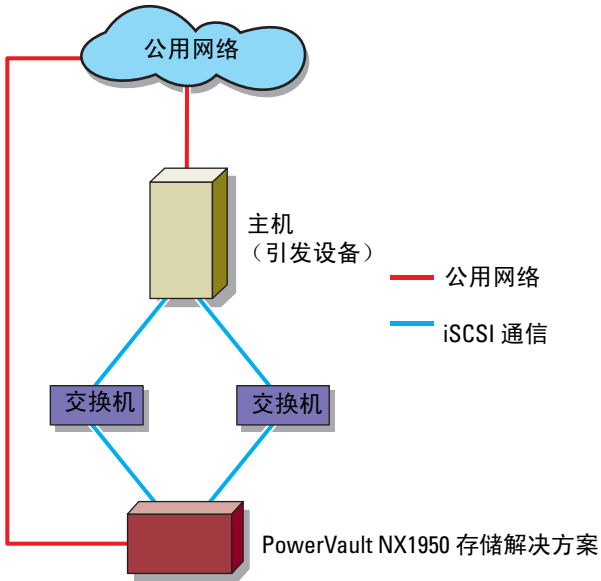 公用网络
主机
（引发设备）
公用网络
iSCSI 通信
交换机
交换机
PowerVault NX1950 存储解决方案